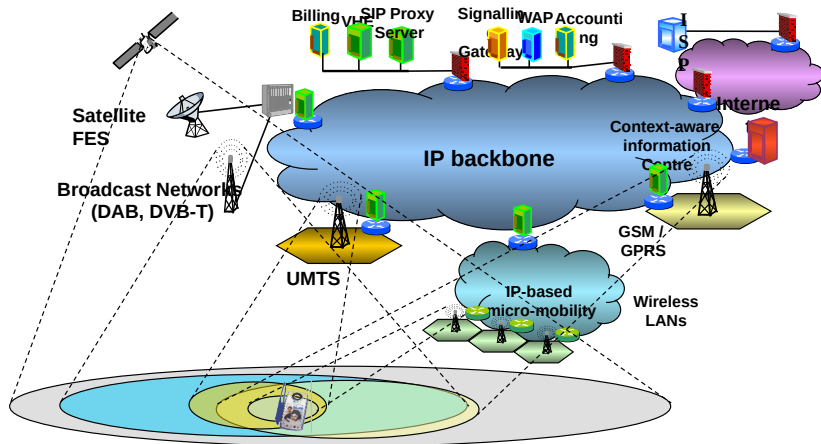 Billing
VHE
SIP Proxy
Server
Signallin
g
Gateway
WAP
Accounti
ng
I
S
P
Interne
Satellite
FES
IP backbone
Context-aware
information
Centre
Broadcast Networks
(DAB, DVB-T)
UMTS
GSM /
GPRS
IP-based
micro-mobility
Wireless
LANs